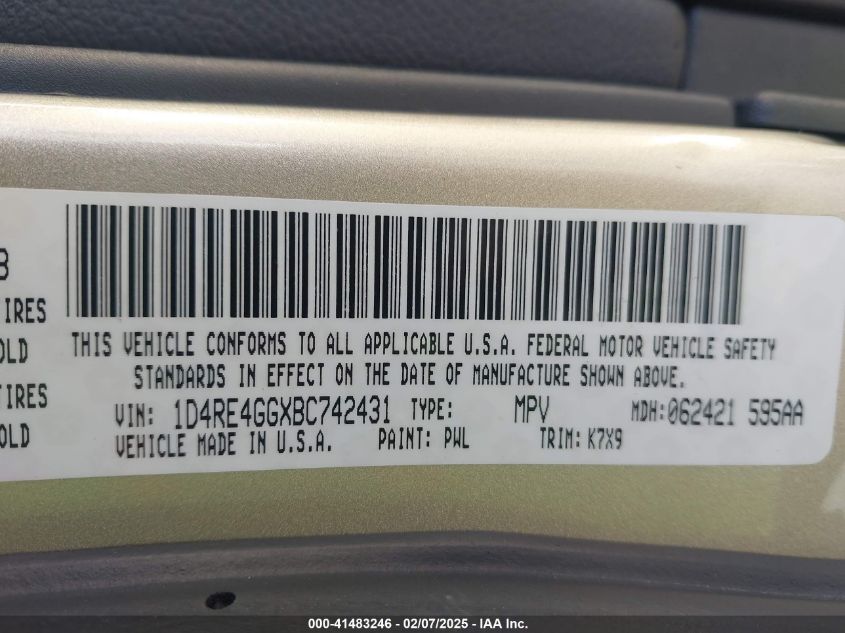 8
IRES
OLD
TIRES
OLD
THIS VEHICLE CONFORMS TO ALL APPLICABLE U.S.A. FEDERAL MOTOR VEHICLE SAFETY
STANDARDS IN EFFECT ON THE DATE OF MANUFACTURE SHOWN ABOVE.
VIN: 1D4RE4GGXBC742431 TYPE: MPV MDH:062421 595AA
VEHICLE MADE IN U.S.A. PAINT: PWL TRIM: K7X9
000-41483246 - 02/07/2025 - IAA Inc.